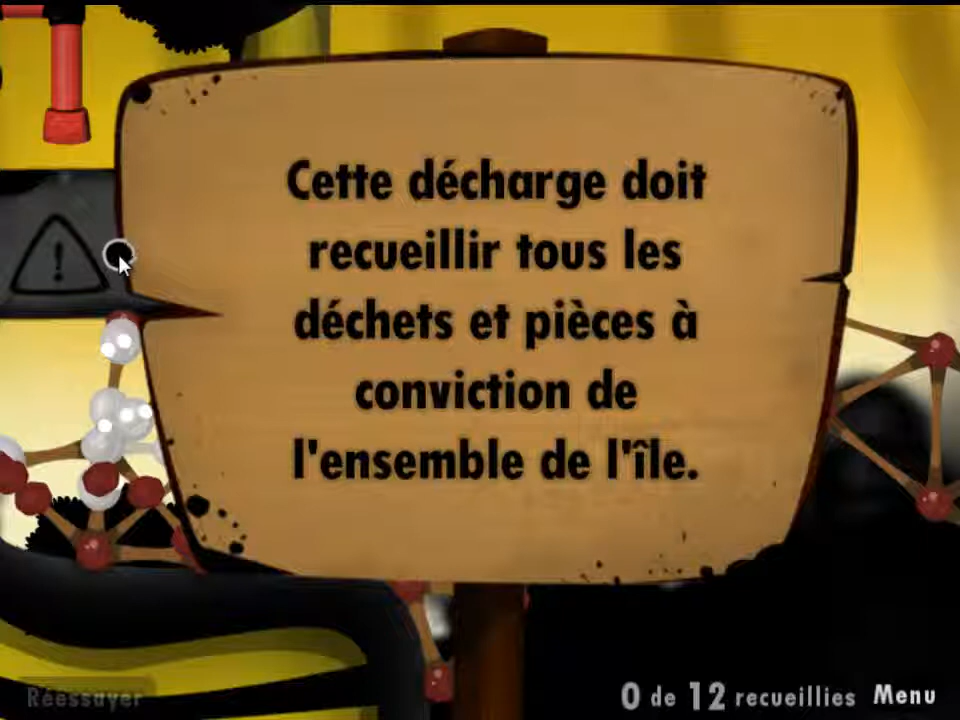 Cette décharge doit
recueillir tous les
déchets et pièces à
conviction de
l'ensemble de l'île.
!
Réessayer
0 de 12 recueillies Menu